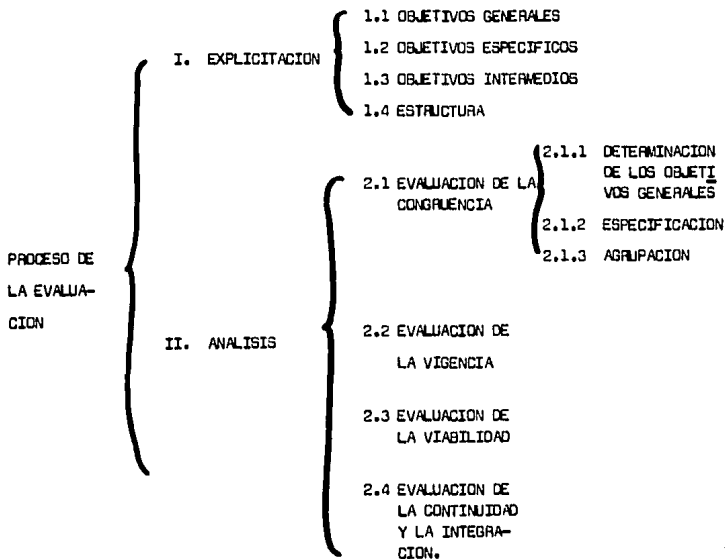 PROCESO DE
LA EVALUA-
CION
I. EXPLICITACION
1.1 OBJETIVOS GENERALES
1.2 OBJETIVOS ESPECIFICOS
1.3 OBJETIVOS INTERMEDIOS
1.4 ESTRUCTURA
II. ANALISIS
2.1 EVALUACION DE LA
CONGRUENCIA
2.1.1 DETERMINACION
DE LOS OBJETI
VOS GENERALES
2.1.2 ESPECIFICACION
2.1.3 AGRUPACION
2.2 EVALUACION DE
LA VIGENCIA
2.3 EVALUACION DE
LA VIABILIDAD
2.4 EVALUACION DE
LA CONTINUIDAD
Y LA INTEGRA-
CION.